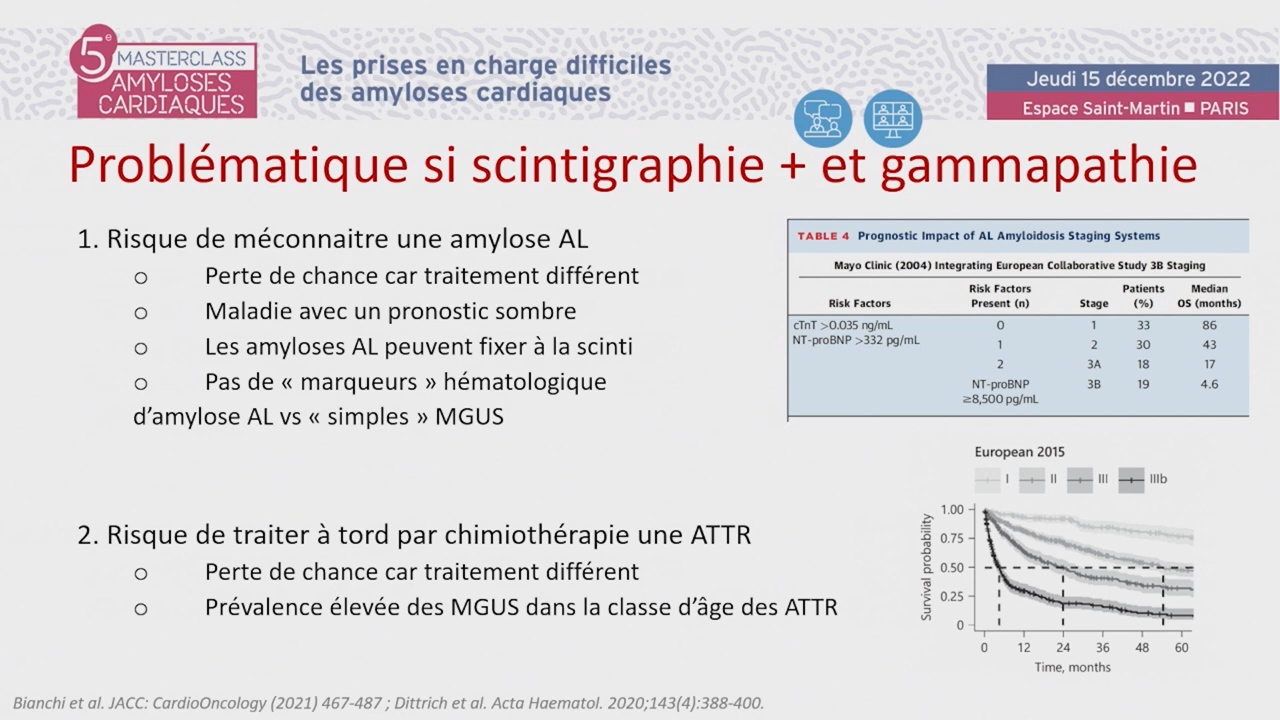 5e MASTERCLASS
AMYLOSES
CARDIAQUES
Les prises en charge difficiles
des amyloses cardiaques
Jeudi 15 décembre 2022
Espace Saint-Martin ■ PARIS
Problématique si scintigraphie + et gammapathie
1. Risque de méconnaitre une amylose AL
o Perte de chance car traitement différent
o Maladie avec un pronostic sombre
o Les amyloses AL peuvent fixer à la scinti
o Pas de « marqueurs » hématologique
d’amylose AL vs « simples » MGUS
2. Risque de traiter à tord par chimiothérapie une ATTR
o Perte de chance car traitement différent
o Prévalence élevée des MGUS dans la classe d’âge des ATTR
TABLE 4 Prognostic Impact of AL Amyloidosis Staging Systems
Mayo Clinic (2004) Integrating European Collaborative Study 3B Staging
Risk Factors Risk Factors Present (n) Stage Patients (%) Median OS (months)
cTnT >0.035 ng/mL 0 1 33 86
NT-proBNP >332 pg/mL 1 2 30 43
2 3A 18 17
NT-proBNP 3B 19 4.6
≥8,500 pg/mL
European 2015
I II III IIIb
Survival probability
1.00
0.75
0.50
0.25
0
0 12 24 36 48 60
Time, months
Bianchi et al. JACC: CardioOncology (2021) 467-487 ; Dittrich et al. Acta Haematol. 2020;143(4):388-400.